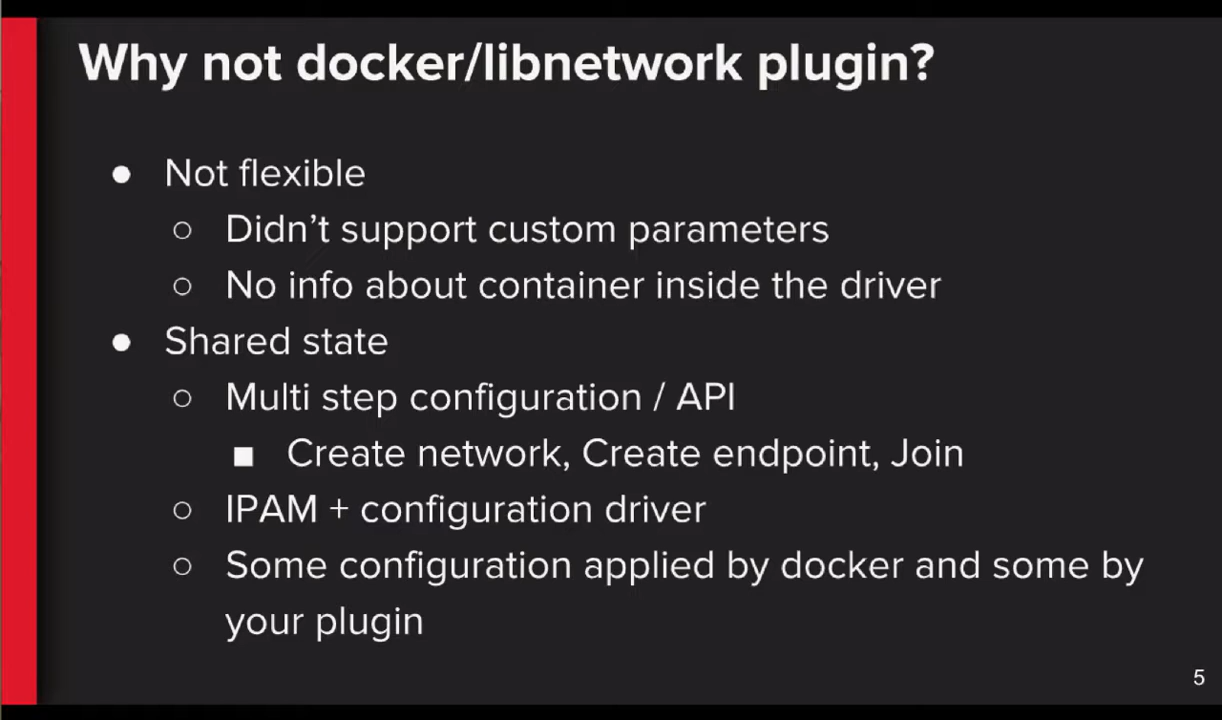 Why not docker/libnetwork plugin?
● Not flexible
○ Didn’t support custom parameters
○ No info about container inside the driver
● Shared state
○ Multi step configuration / API
■ Create network, Create endpoint, Join
○ IPAM + configuration driver
○ Some configuration applied by docker and some by
your plugin
5